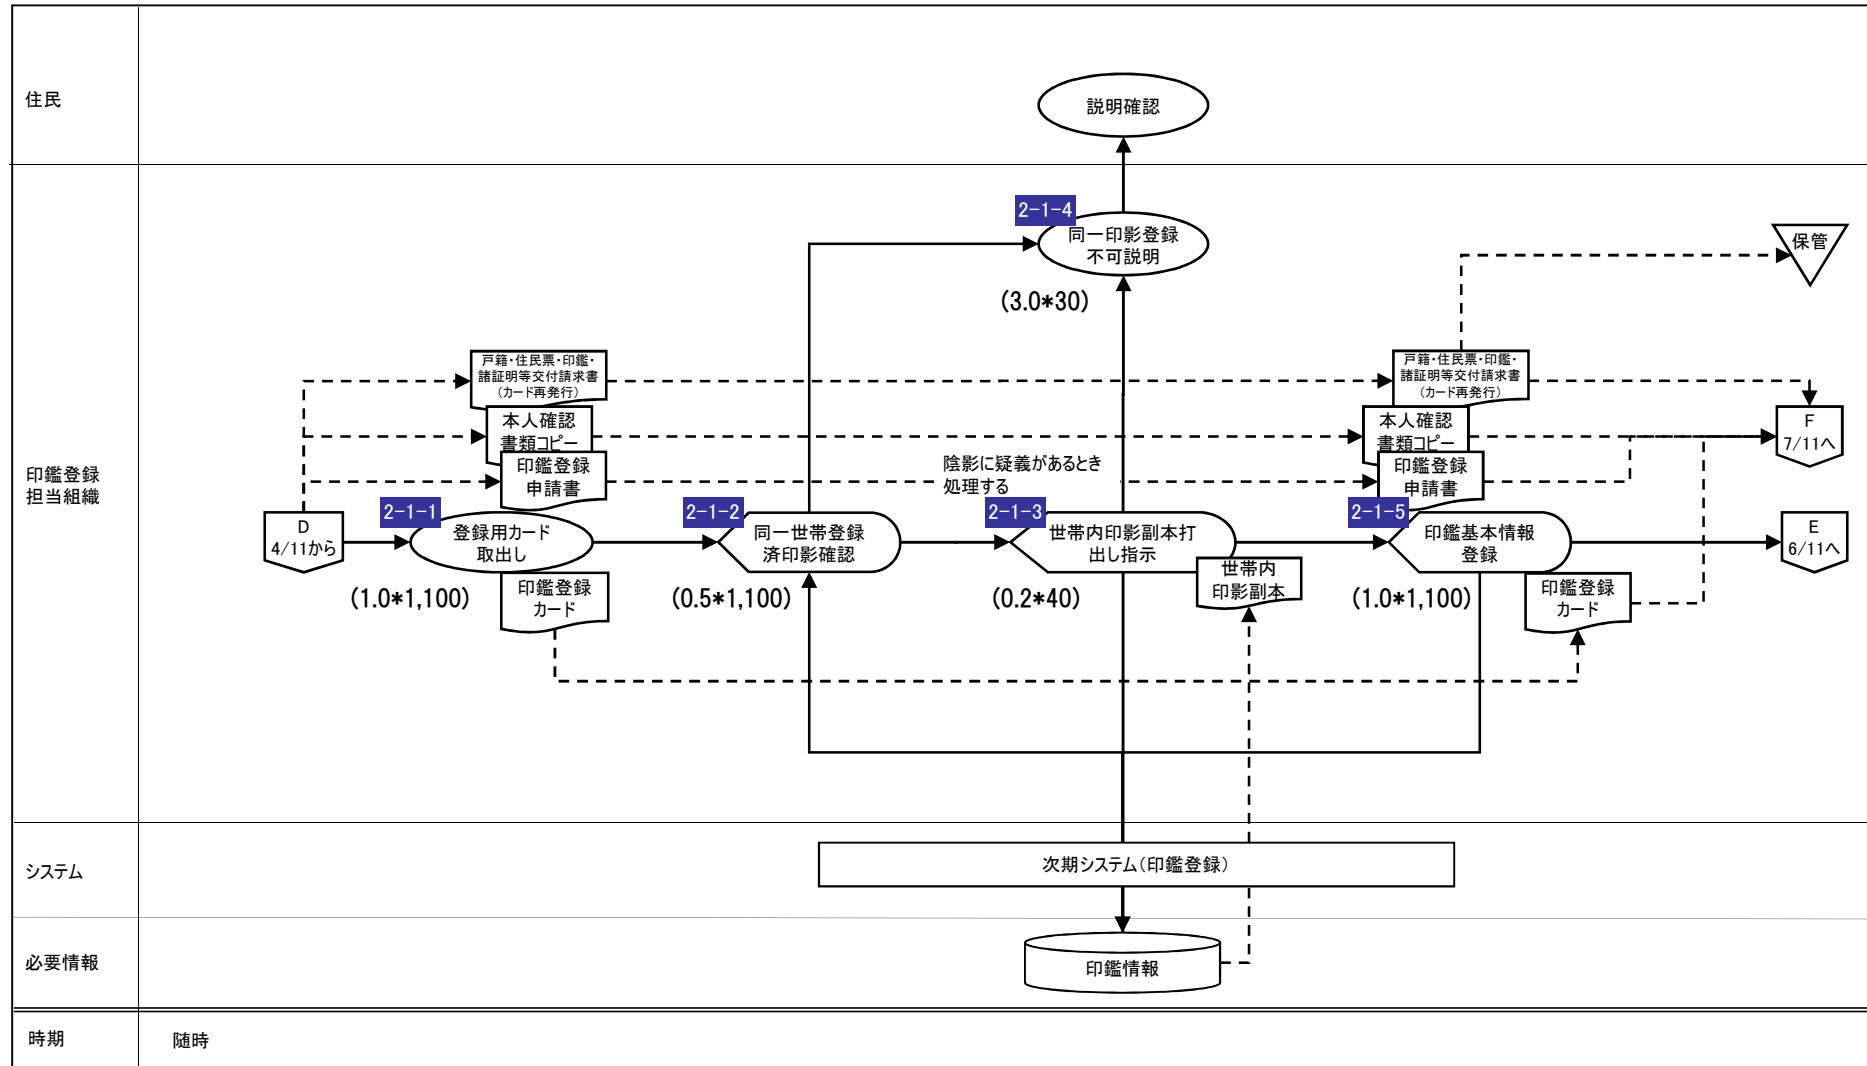 住民
説明確認
2-1-4
同一印影登録
不可説明
(3.0*30)
保管
戸籍・住民票・印鑑・
諸証明等交付請求書
（カード再発行）
本人確認
書類コピー
印鑑登録
申請書
陰影に疑義があるとき
処理する
戸籍・住民票・印鑑・
諸証明等交付請求書
（カード再発行）
本人確認
書類コピー
印鑑登録
申請書
F
7/11へ
印鑑登録
担当組織
D
4/11から
2-1-1
登録用カード
取出し
(1.0*1,100)
印鑑登録
カード
2-1-2
同一世帯登録
済印影確認
(0.5*1,100)
2-1-3
世帯内印影副本打
出し指示
(0.2*40)
世帯内
印影副本
2-1-5
印鑑基本情報
登録
(1.0*1,100)
印鑑登録
カード
E
6/11へ
システム
次期システム（印鑑登録）
必要情報
印鑑情報
時期
随時